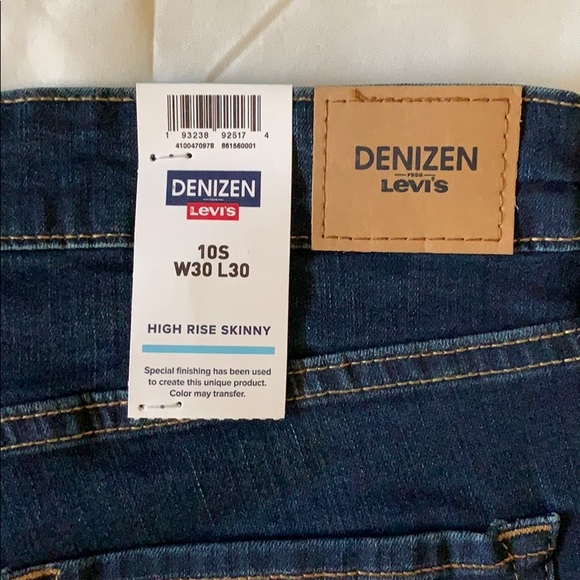 1 93238 92517 4
4100470978 861560001
DENIZEN
FROM
Levi's
10S
W30 L30
HIGH RISE SKINNY
Special finishing has been used
to create this unique product.
Color may transfer.
DENIZEN
FROM
Levi's